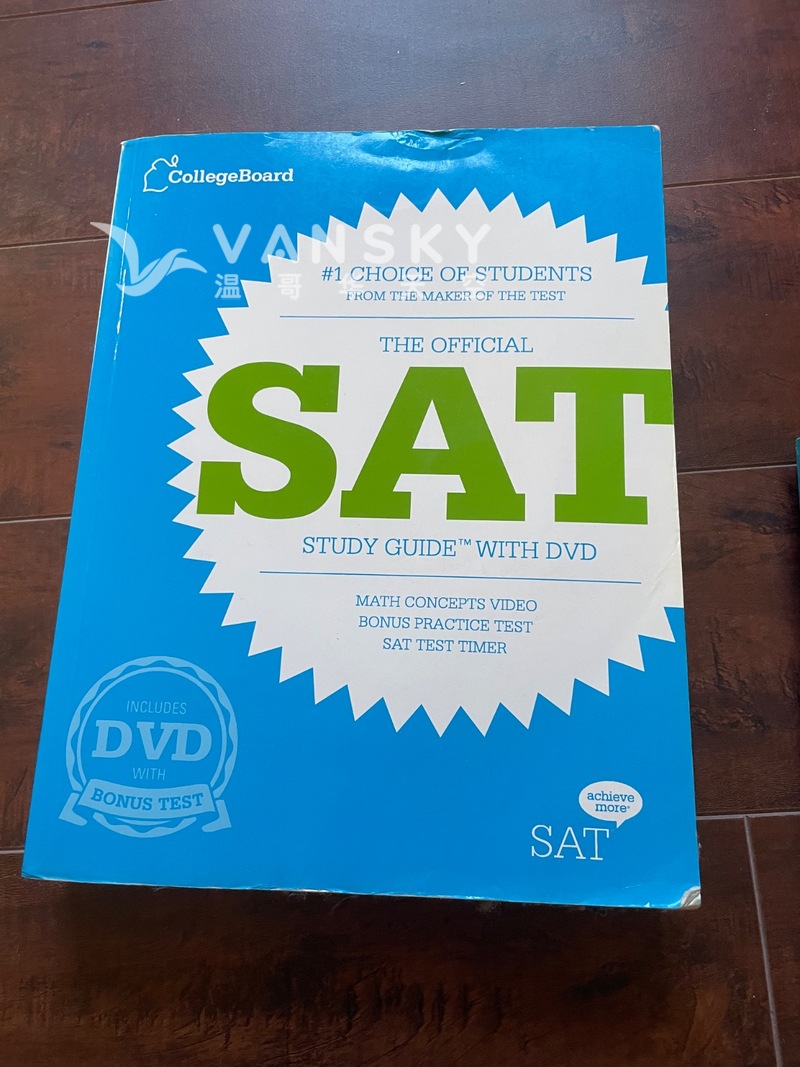 CollegeBoard
VANSKY
温哥华天空
#1 CHOICE OF STUDENTS
FROM THE MAKER OF THE TEST
THE OFFICIAL
SAT
STUDY GUIDE™ WITH DVD
MATH CONCEPTS VIDEO
BONUS PRACTICE TEST
SAT TEST TIMER
INCLUDES
DVD
WITH
BONUS TEST
achieve
more®
SAT